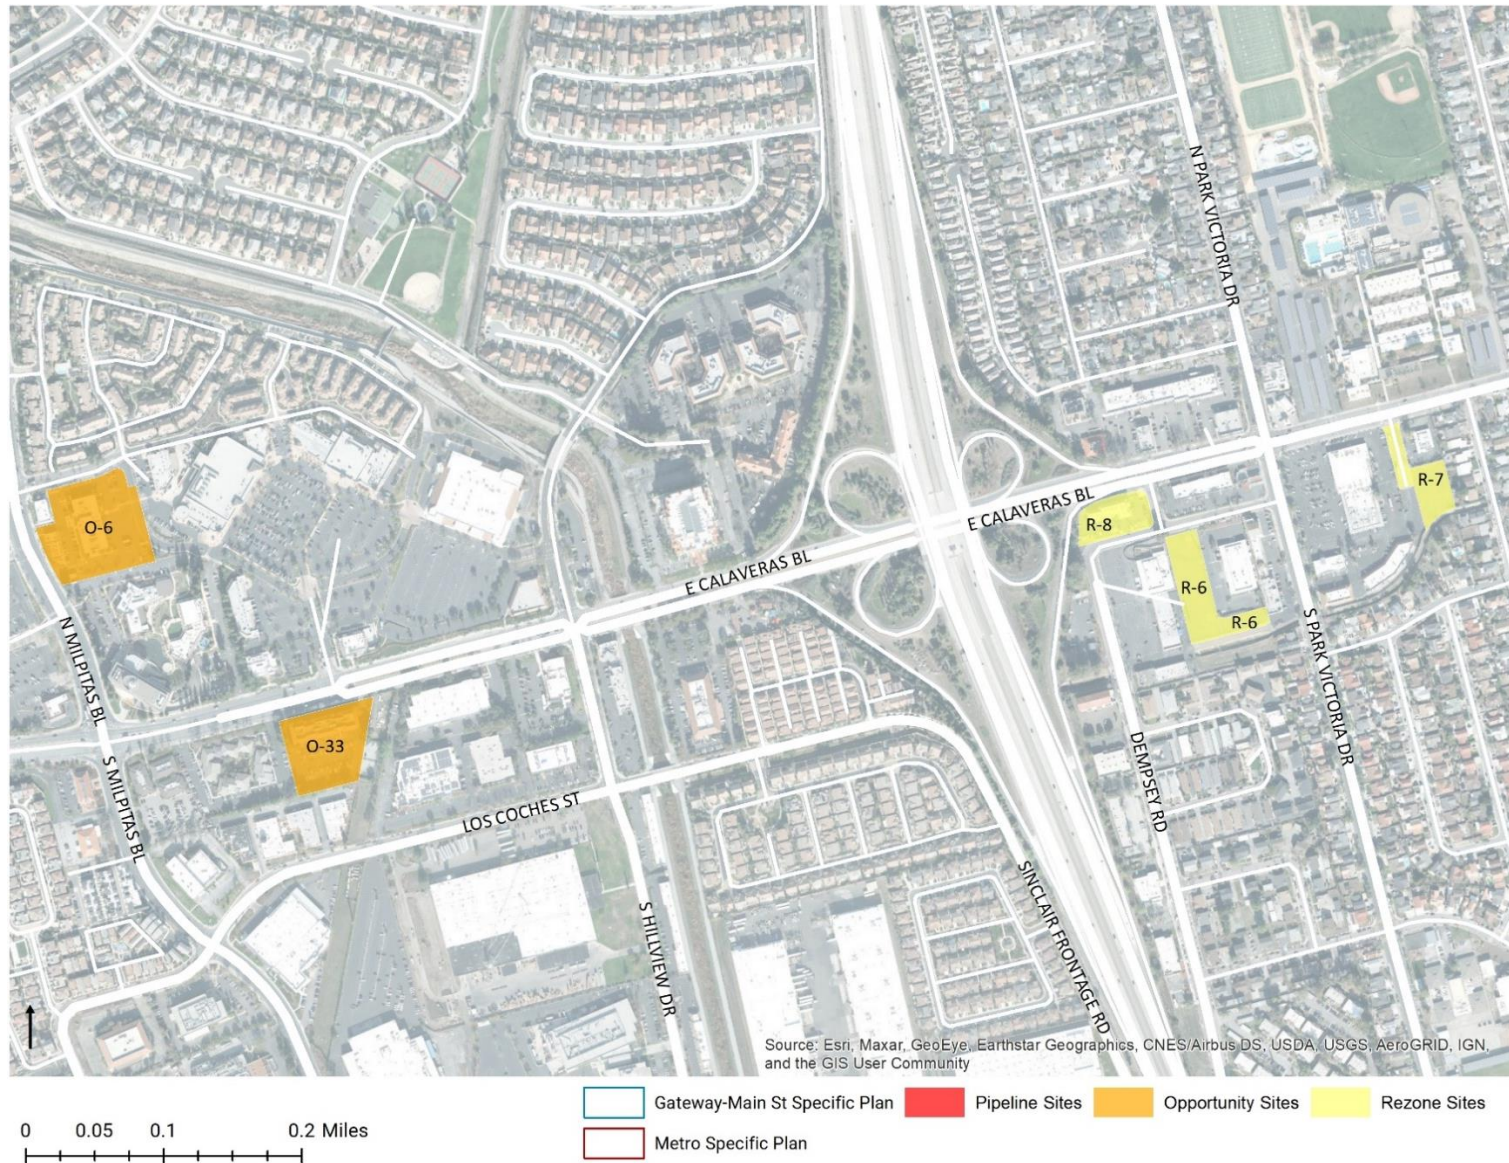 N PARK VICTORIA DR
R-7
O-6
E CALAVERAS BL
R-8
E CALAVERAS BL
R-6
R-6
N MILPITAS BL
S PARK VICTORIA DR
O-33
DEMPSEY RD
S MILPITAS BL
LOS COCHES ST
SINCLAIR FRONTAGE RD
S HILLVIEW DR
Source: Esri, Maxar, GeoEye, Earthstar Geographics, CNES/Airbus DS, USDA, USGS, AeroGRID, IGN,
and the GIS User Community
Gateway-Main St Specific Plan
Pipeline Sites
Opportunity Sites
Rezone Sites
Metro Specific Plan
0 0.05 0.1 0.2 Miles